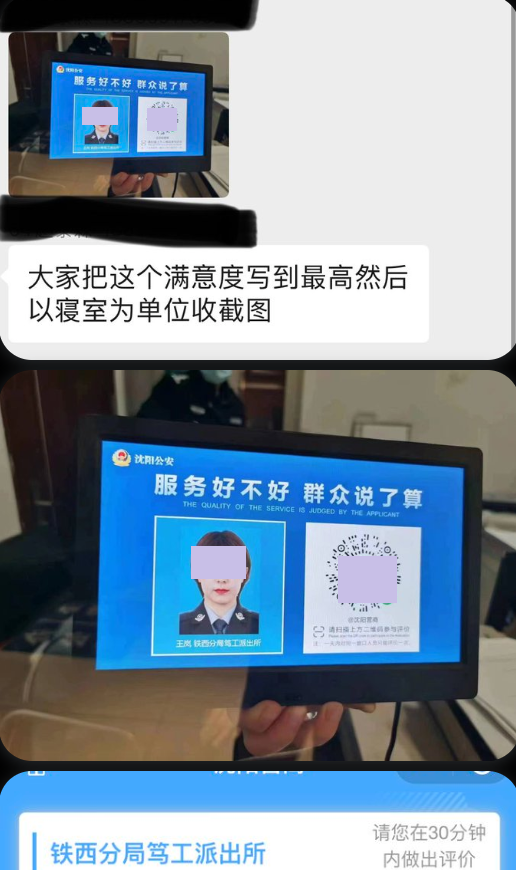 沈阳公安
服务好不好 群众说了算
大家把这个满意度写到最高然后
以寝室为单位收截图
沈阳公安
服务好不好 群众说了算
THE QUALITY OF THE SERVICE IS JUDGED BY THE APPLICANT
王岚 铁西分局笃工派出所
请扫描上方二维码参与评价
铁西分局笃工派出所
请您在30分钟
内做出评价